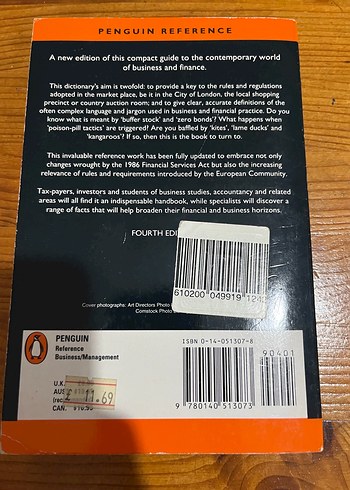 PENGUIN REFERENCE
A new edition of this compact guide to the contemporary world
of business and finance.
This dictionary's aim is twofold: to provide a key to the rules and regulations
adopted in the market place, be it in the City of London, the local shopping
precinct or country auction room; and to give clear, accurate definitions of the
often complex language and jargon used in business and financial practice. Do you
know what is meant by 'buffer stock' and 'zero bonds'? What happens when
'poison-pill tactics' are triggered? Are you baffled by 'kites', 'lame ducks' and
'kangaroos'? If so, then this is the book to turn to.
This invaluable reference work has been fully updated to embrace not only
changes wrought by the 1986 Financial Services Act but also the increasing
relevance of rules and requirements introduced by the European Community.
Tax-payers, investors and students of business studies, accountancy and related
areas will all find it an indispensable handbook, while specialists will discover a
range of facts that will help broaden their financial and business horizons.
FOURTH EDI
610200 049919
Cover photographs: Art Directors Photo
Comstock Photo
PENGUIN
Reference
Business/Management
ISBN 0-14-051307-8
90401
U.K.
AUS
CAN.
.69
9 780140 513073